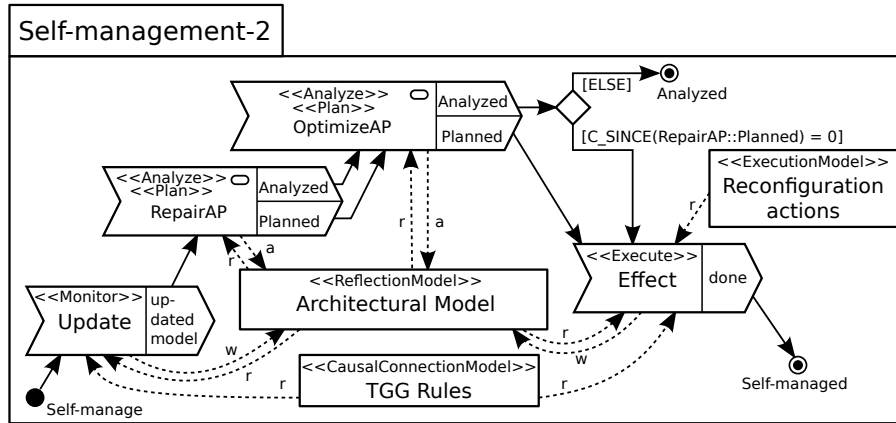 Self-management-2
<<Analyze>>
<<Plan>>
OptimizeAP
Analyzed
Planned
[ELSE]
Analyzed
[C_SINCE(RepairAP::Planned) = 0]
<<ExecutionModel>>
Reconfiguration
actions
r
<<Analyze>>
<<Plan>>
RepairAP
Analyzed
Planned
r
a
a
r
<<ReflectionModel>>
Architectural Model
<<Execute>>
Effect
done
<<Monitor>>
Update
up-
dated
model
w
r
r
w
<<CausalConnectionModel>>
TGG Rules
r
r
Self-manage
Self-managed